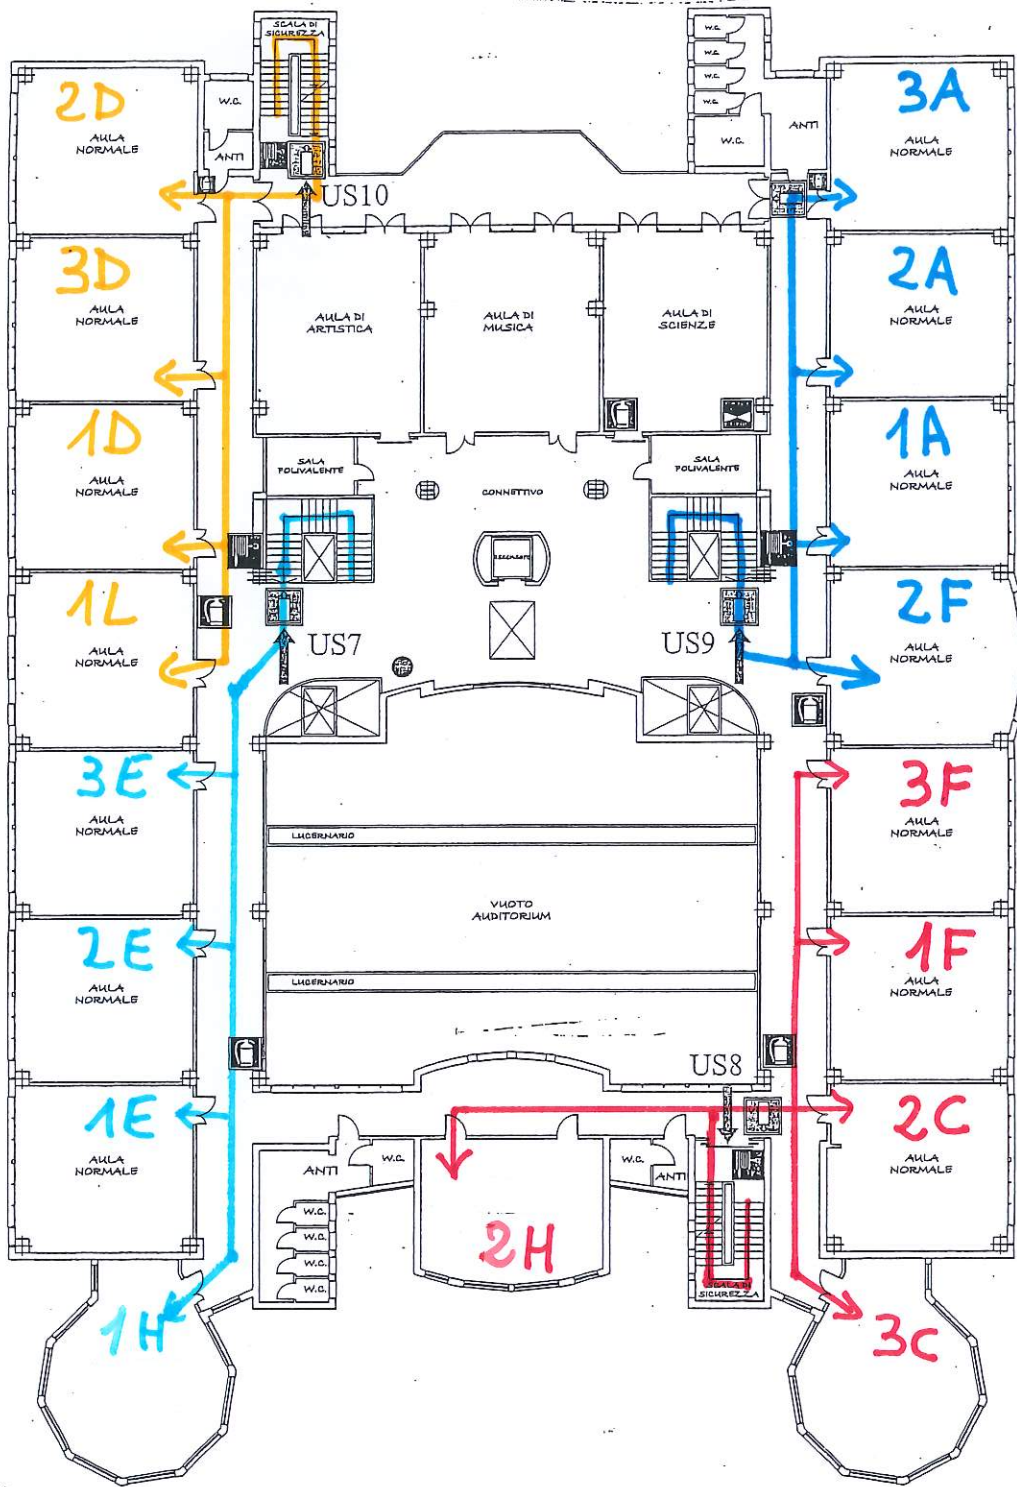 SCALA DI
SICUREZZA
W.C.
W.C.
W.C.
W.C.
W.C.
W.C.
ANTI
ANTI
2D
AULA
NORMALE
3A
AULA
NORMALE
US10
3D
AULA
NORMALE
AULA DI
ARTISTICA
AULA DI
MUSICA
AULA DI
SCIENZE
2A
AULA
NORMALE
1D
AULA
NORMALE
SALA
POLIVALENTE
CONNETTIVO
SALA
POLIVALENTE
1A
AULA
NORMALE
1L
AULA
NORMALE
US7
US9
2F
AULA
NORMALE
3E
AULA
NORMALE
LUCERNARIO
3F
AULA
NORMALE
VUOTO
AUDITORIUM
2E
AULA
NORMALE
LUCERNARIO
1F
AULA
NORMALE
US8
1E
AULA
NORMALE
ANTI
W.C.
W.C.
ANTI
2C
AULA
NORMALE
W.C.
W.C.
W.C.
W.C.
2H
SCALA DI
SICUREZZA
1H
3C